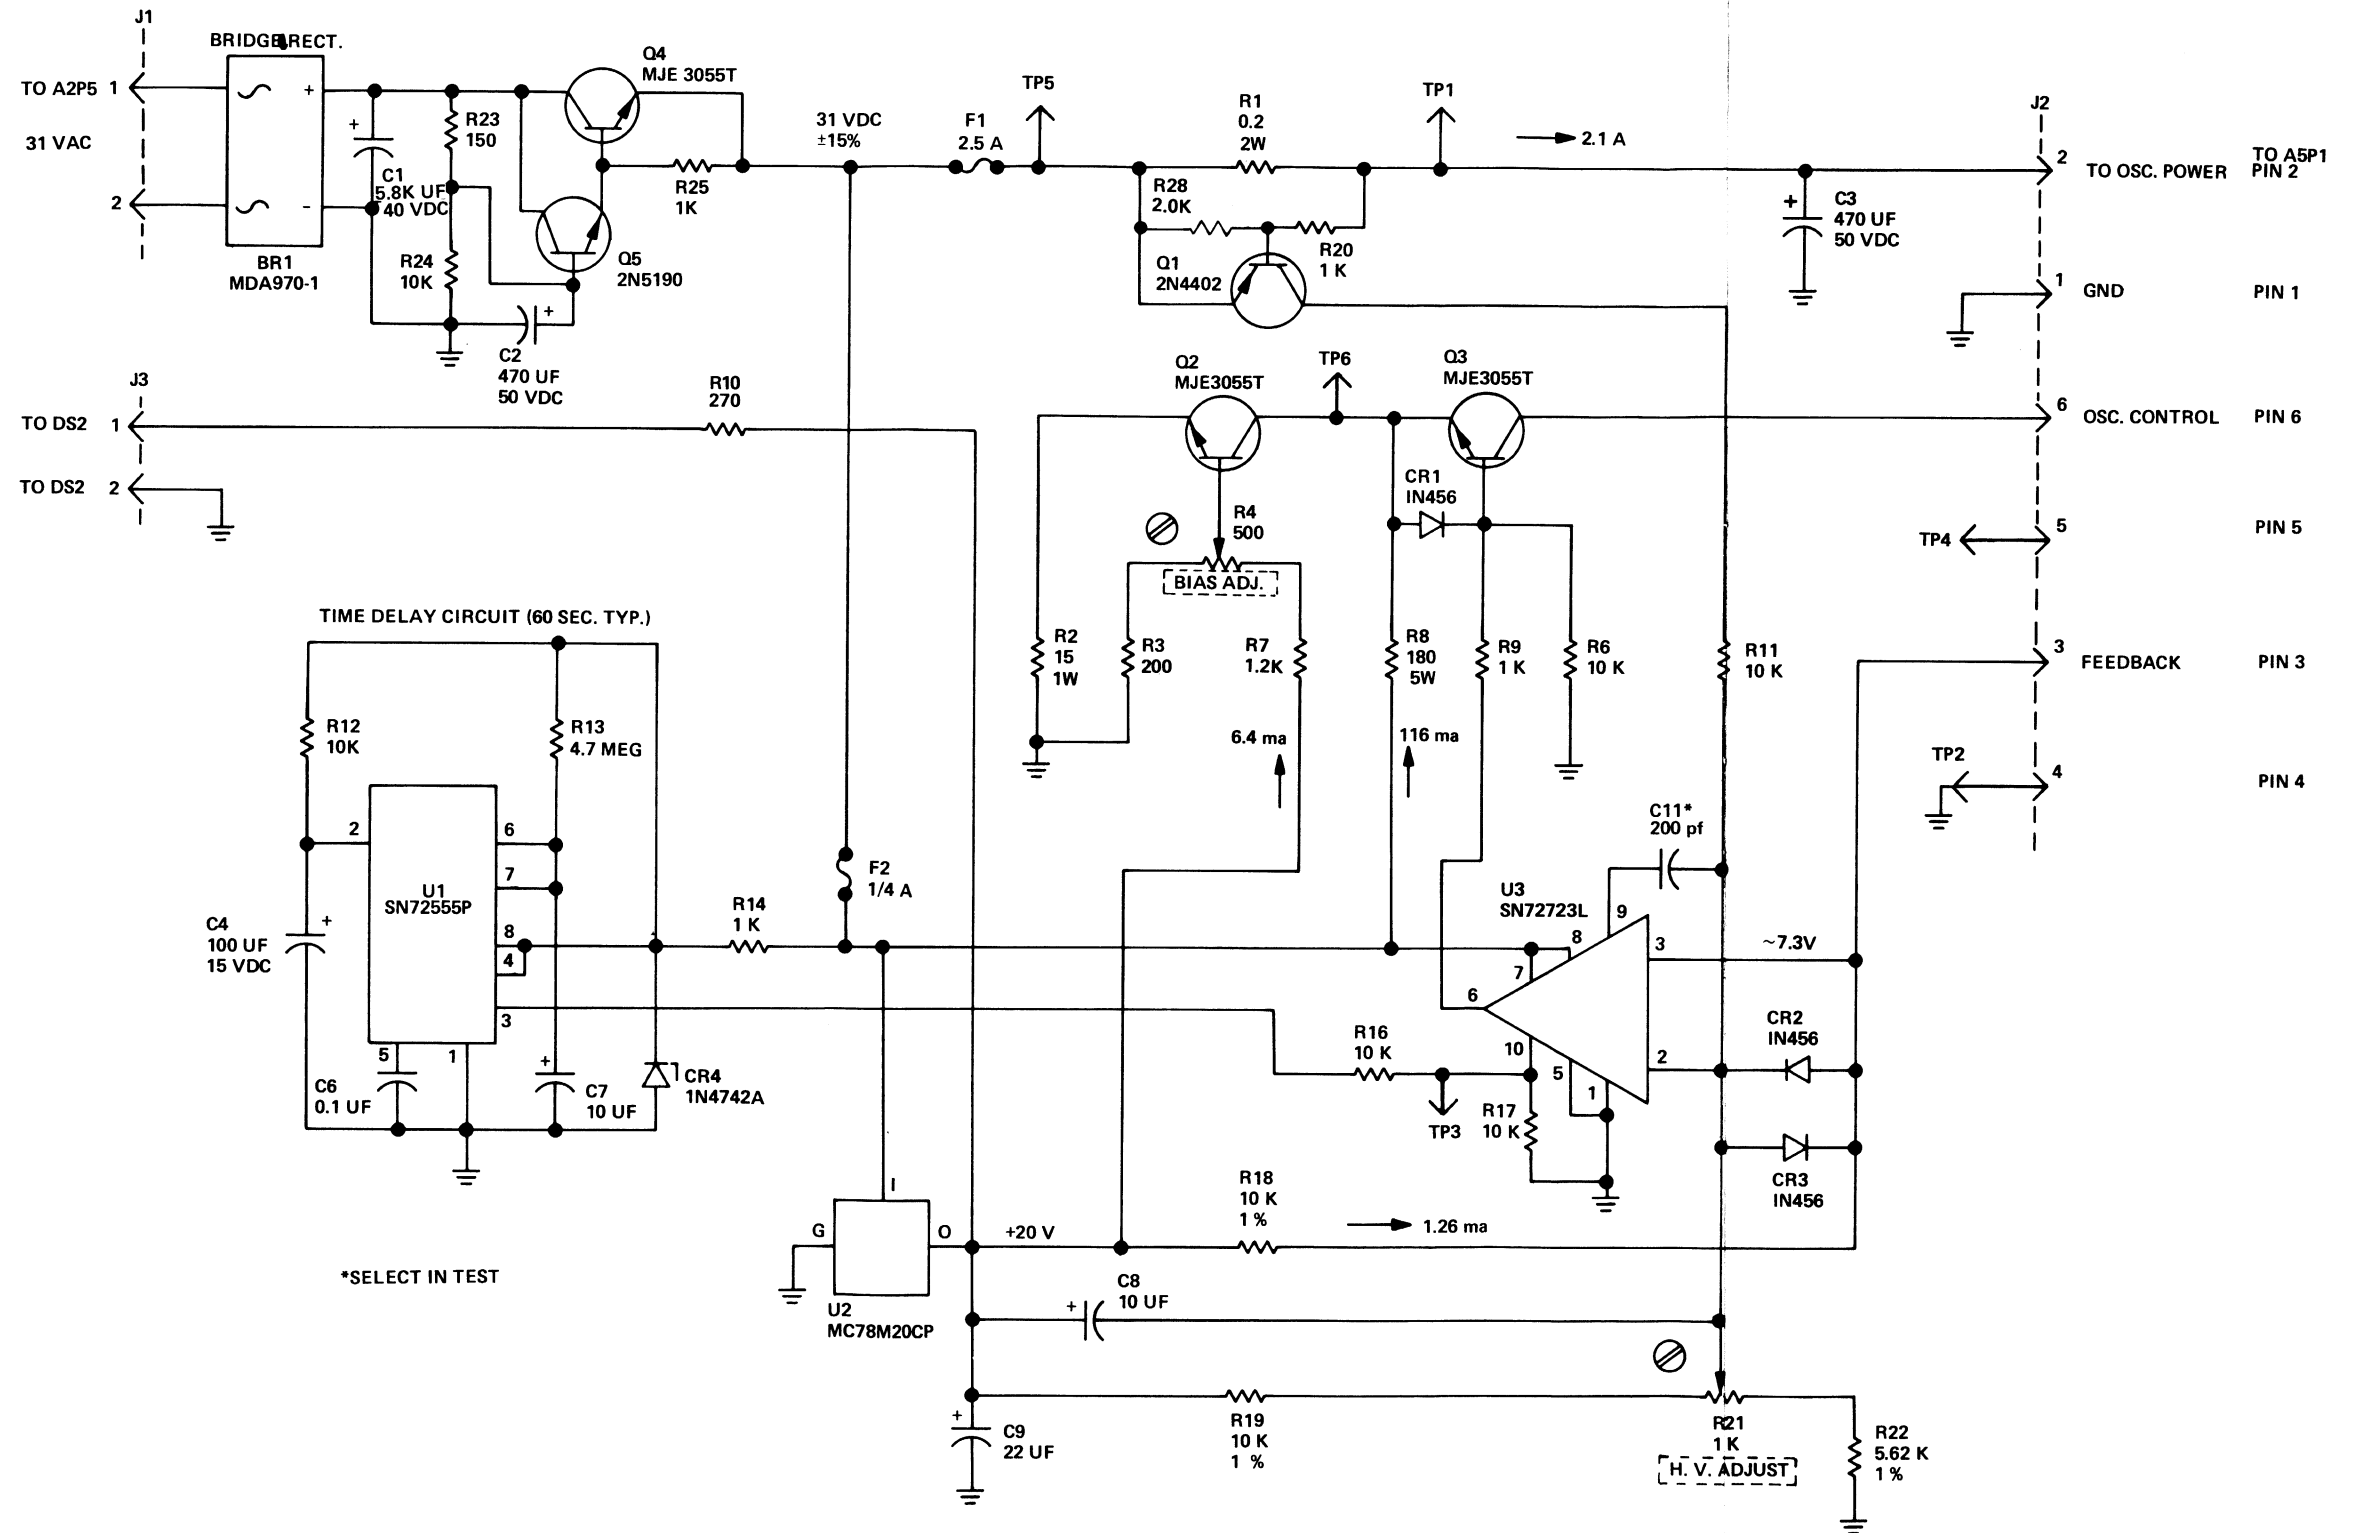 J1
BRIDGE RECT.
TO A2P5 1
31 VAC
2
+
-
BR1
MDA970-1
+
C1
5.8K UF
40 VDC
R23
150
R24
10K
Q4
MJE 3055T
Q5
2N5190
R25
1K
+
C2
470 UF
50 VDC
31 VDC
±15%
F1
2.5 A
TP5
R1
0.2
2W
TP1
2.1 A
R28
2.0K
R20
1 K
Q1
2N4402
+
C3
470 UF
50 VDC
J2
2
TO OSC. POWER
TO A5P1
PIN 2
1
GND
PIN 1
6
OSC. CONTROL
PIN 6
TP4
5
PIN 5
3
FEEDBACK
PIN 3
TP2
4
PIN 4
J3
TO DS2 1
TO DS2 2
R10
270
Q2
MJE3055T
TP6
Q3
MJE3055T
CR1
IN456
R4
500
BIAS ADJ.
R2
15
1W
R3
200
R7
1.2K
R8
180
5W
R9
1 K
R6
10 K
R11
10 K
6.4 ma
116 ma
TIME DELAY CIRCUIT (60 SEC. TYP.)
R12
10K
R13
4.7 MEG
2
6
7
8
4
3
5
1
U1
SN72555P
+
C4
100 UF
15 VDC
C6
0.1 UF
+
C7
10 UF
CR4
1N4742A
R14
1 K
F2
1/4 A
C11*
200 pf
U3
SN72723L
9
8
7
6
10
5
1
3
2
~7.3V
CR2
IN456
CR3
IN456
R16
10 K
TP3
R17
10 K
I
G
O
U2
MC78M20CP
+20 V
R18
10 K
1 %
1.26 ma
*SELECT IN TEST
+
C8
10 UF
+
C9
22 UF
R19
10 K
1 %
R21
1 K
H. V. ADJUST
R22
5.62 K
1 %